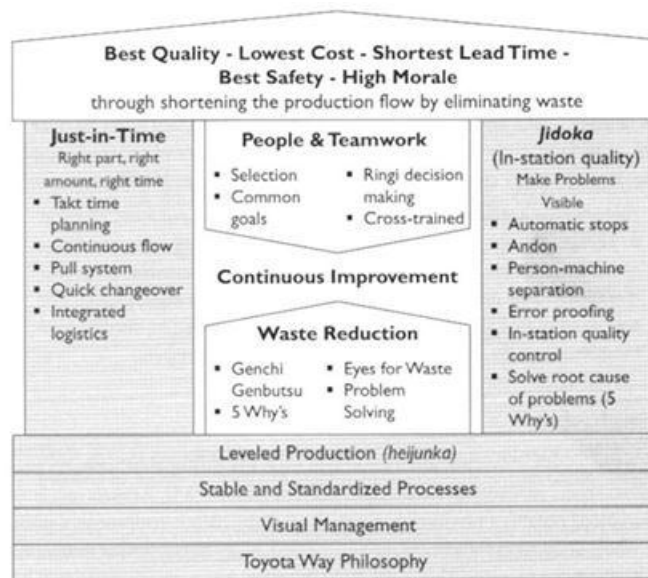 Best Quality - Lowest Cost - Shortest Lead Time -
Best Safety - High Morale
through shortening the production flow by eliminating waste
Just-in-Time
Right part, right
amount, right time
▪ Takt time
planning
▪ Continuous flow
▪ Pull system
▪ Quick changeover
▪ Integrated
logistics
People & Teamwork
▪ Selection
▪ Common
goals
▪ Ringi decision
making
▪ Cross-trained
Continuous Improvement
Waste Reduction
▪ Genchi
Genbutsu
▪ 5 Why's
▪ Eyes for Waste
▪ Problem
Solving
Jidoka
(In-station quality)
Make Problems
Visible
▪ Automatic stops
▪ Andon
▪ Person-machine
separation
▪ Error proofing
▪ In-station quality
control
▪ Solve root cause
of problems (5
Why's)
Leveled Production (heijunka)
Stable and Standardized Processes
Visual Management
Toyota Way Philosophy